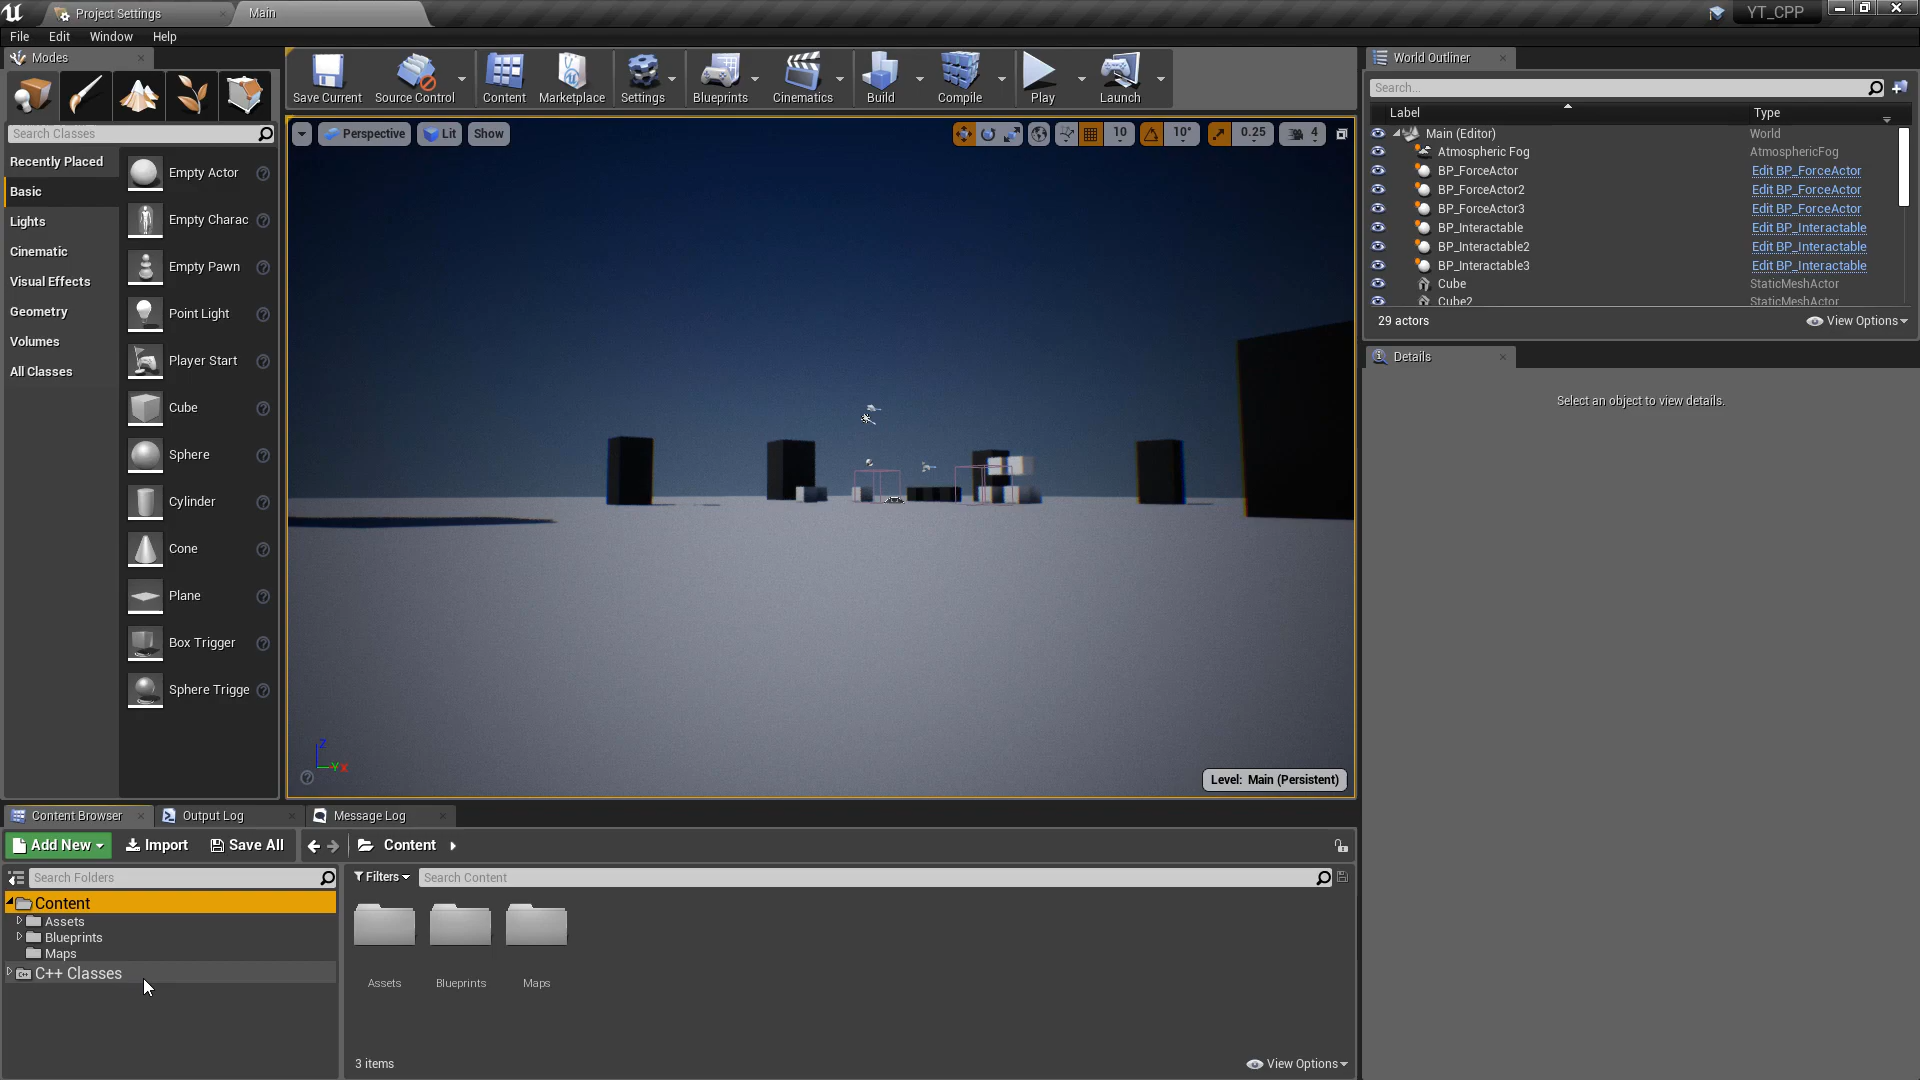 Project Settings
Main
YT_CPP
File
Edit
Window
Help
Modes
Search Classes
Recently Placed
Basic
Lights
Cinematic
Visual Effects
Geometry
Volumes
All Classes
Empty Actor
Empty Charac
Empty Pawn
Point Light
Player Start
Cube
Sphere
Cylinder
Cone
Plane
Box Trigger
Sphere Trigge
Save Current
Source Control
Content
Marketplace
Settings
Blueprints
Cinematics
Build
Compile
Play
Launch
Perspective
Lit
Show
10
10°
0.25
4
Z
Y
X
Level: Main (Persistent)
World Outliner
Search...
Label
Type
Main (Editor)
World
Atmospheric Fog
AtmosphericFog
BP_ForceActor
Edit BP_ForceActor
BP_ForceActor2
Edit BP_ForceActor
BP_ForceActor3
Edit BP_ForceActor
BP_Interactable
Edit BP_Interactable
BP_Interactable2
Edit BP_Interactable
BP_Interactable3
Edit BP_Interactable
Cube
StaticMeshActor
Cube2
StaticMeshActor
29 actors
View Options
Details
Select an object to view details.
Content Browser
Output Log
Message Log
Add New
Import
Save All
Content
Search Folders
Content
Assets
Blueprints
Maps
C++ Classes
Filters
Search Content
Assets
Blueprints
Maps
3 items
View Options